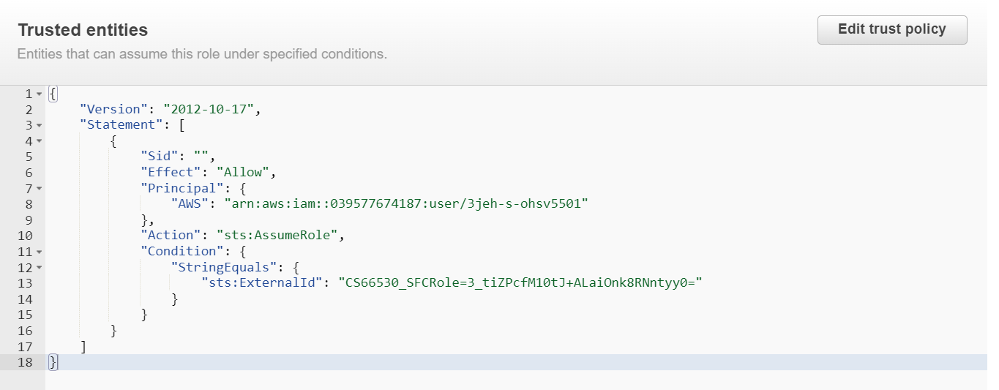 Trusted entities
Edit trust policy
Entities that can assume this role under specified conditions.
1 {
2 "Version": "2012-10-17",
3 "Statement": [
4 {
5 "Sid": "",
6 "Effect": "Allow",
7 "Principal": {
8 "AWS": "arn:aws:iam::039577674187:user/3jeh-s-ohsv5501"
9 },
10 "Action": "sts:AssumeRole",
11 "Condition": {
12 "StringEquals": {
13 "sts:ExternalId": "CS66530_SFCRole=3_tiZPcfM10tJ+ALaiOnk8RNntyy0="
14 }
15 }
16 }
17 ]
18 }